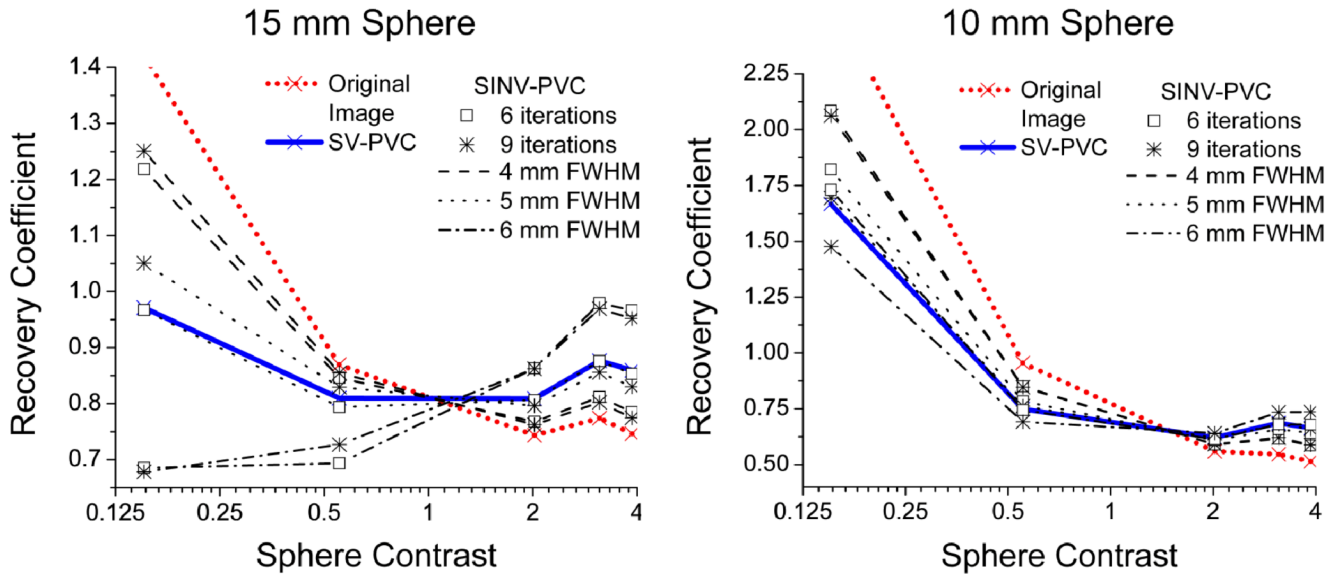 15 mm Sphere
Recovery Coefficient
1.4
1.3
1.2
1.1
1.0
0.9
0.8
0.7
0.125
0.25
0.5
1
2
4
Sphere Contrast
Original
Image
SV-PVC
SINV-PVC
6 iterations
9 iterations
4 mm FWHM
5 mm FWHM
6 mm FWHM
10 mm Sphere
Recovery Coefficient
2.25
2.00
1.75
1.50
1.25
1.00
0.75
0.50
0.125
0.25
0.5
1
2
4
Sphere Contrast
Original
Image
SV-PVC
SINV-PVC
6 iterations
9 iterations
4 mm FWHM
5 mm FWHM
6 mm FWHM